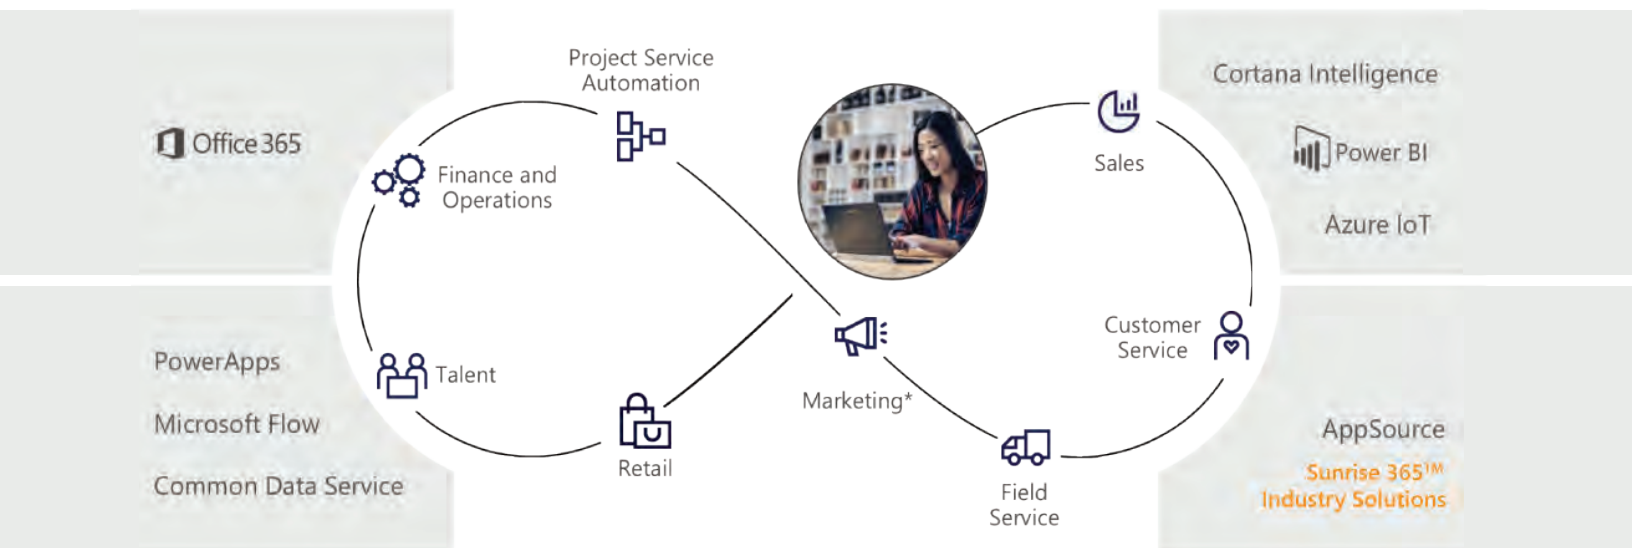 Office 365
PowerApps
Microsoft Flow
Common Data Service
Project Service
Automation
Finance and
Operations
Talent
Retail
Marketing*
Sales
Customer
Service
Field
Service
Cortana Intelligence
Power BI
Azure IoT
AppSource
Sunrise 365™
Industry Solutions